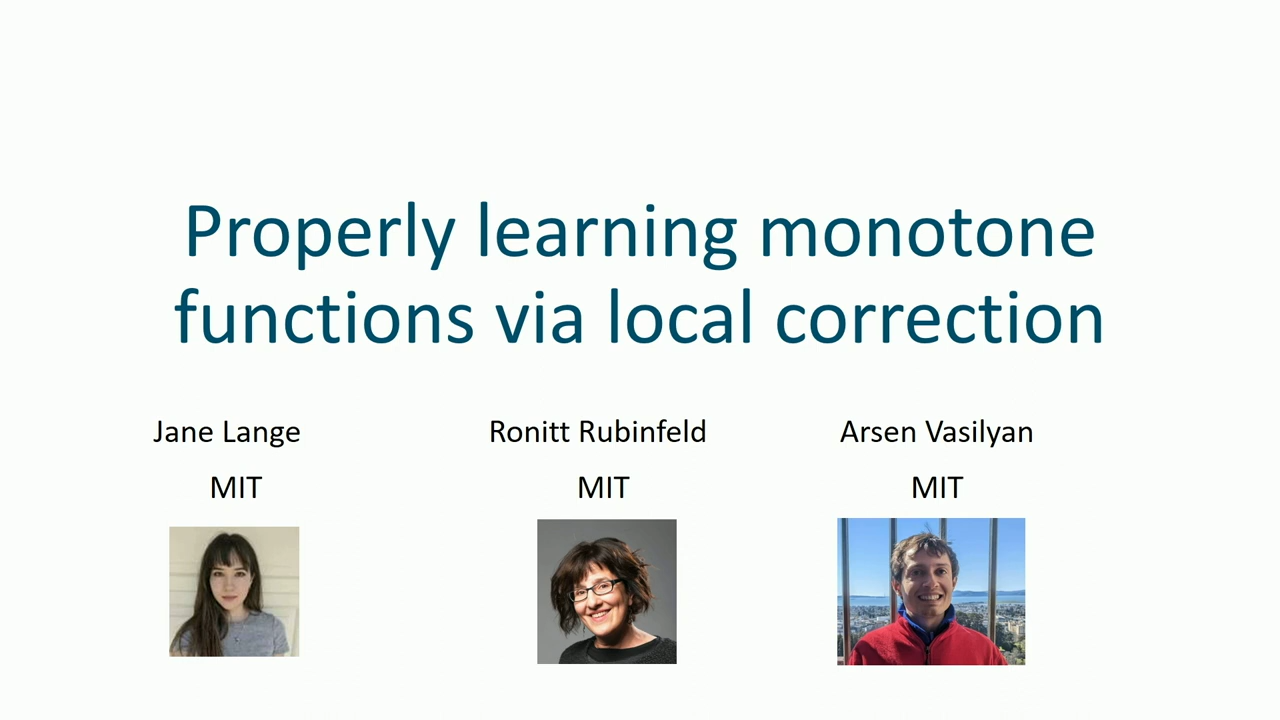 Properly learning monotone
functions via local correction
Jane Lange
Ronitt Rubinfeld
Arsen Vasilyan
MIT
MIT
MIT